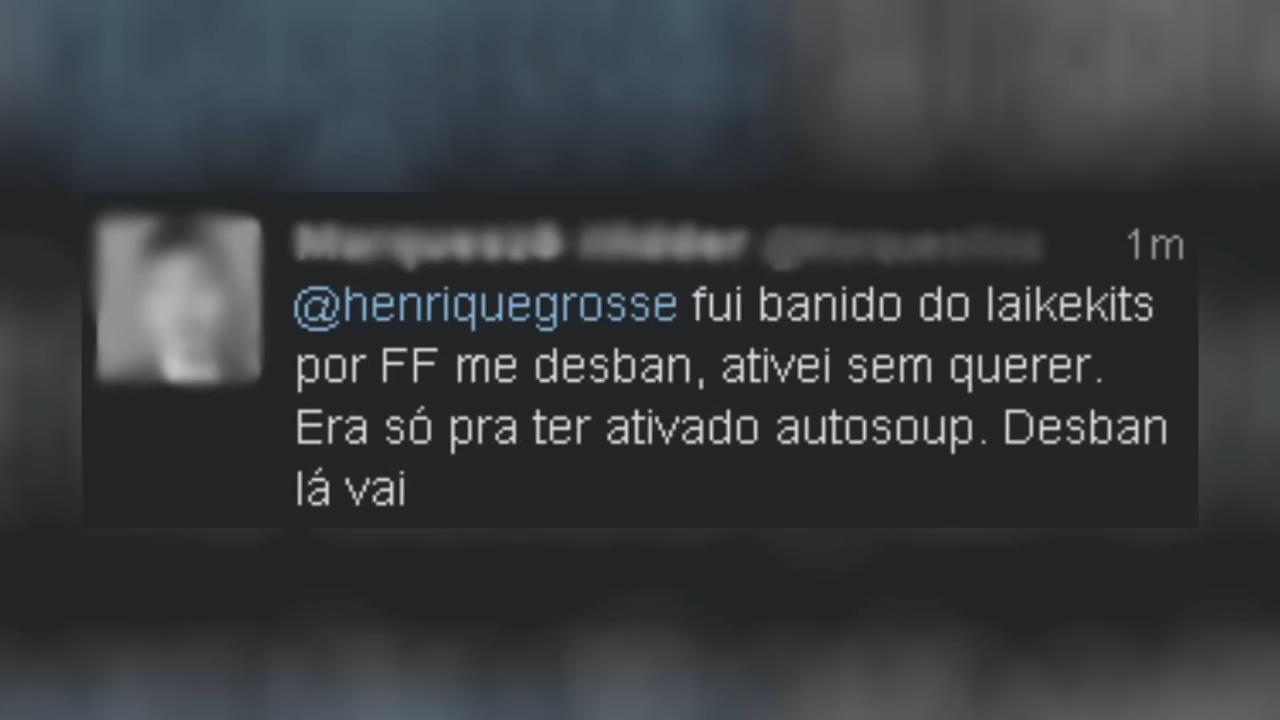 1m
@henriquegrosse fui banido do laikekits
por FF me desban, ativei sem querer.
Era só pra ter ativado autosoup. Desban
lá vai